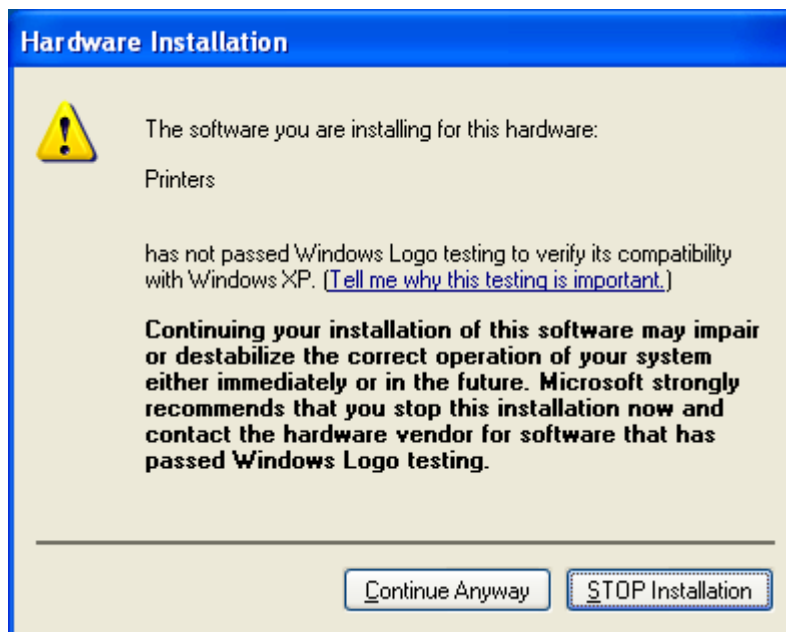 Hardware Installation
The software you are installing for this hardware:
Printers
has not passed Windows Logo testing to verify its compatibility
with Windows XP. (Tell me why this testing is important.)
Continuing your installation of this software may impair
or destabilize the correct operation of your system
either immediately or in the future. Microsoft strongly
recommends that you stop this installation now and
contact the hardware vendor for software that has
passed Windows Logo testing.
Continue Anyway
STOP Installation